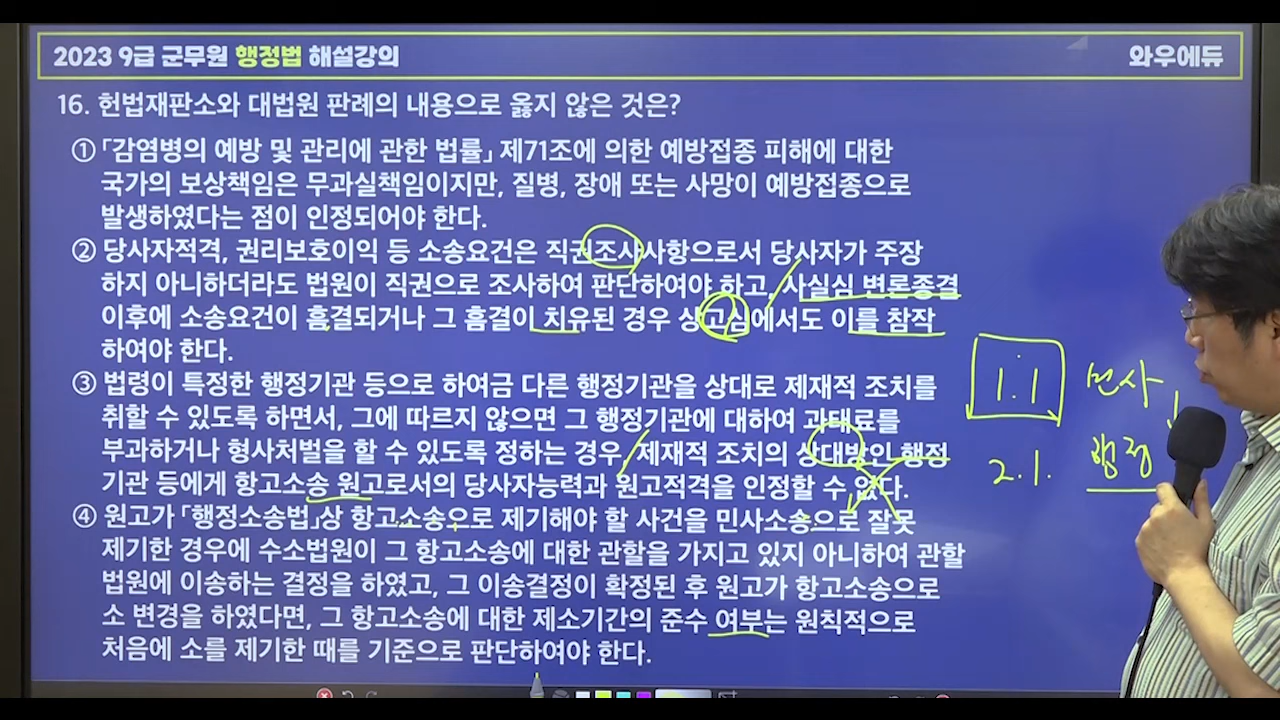 2023 9급 군무원 행정법 해설강의
와우에듀
16. 헌법재판소와 대법원 판례의 내용으로 옳지 않은 것은?
① 「감염병의 예방 및 관리에 관한 법률」 제71조에 의한 예방접종 피해에 대한
국가의 보상책임은 무과실책임이지만, 질병, 장애 또는 사망이 예방접종으로
발생하였다는 점이 인정되어야 한다.
② 당사자적격, 권리보호이익 등 소송요건은 직권조사사항으로서 당사자가 주장
하지 아니하더라도 법원이 직권으로 조사하여 판단하여야 하고, 사실심 변론종결
이후에 소송요건이 흠결되거나 그 흠결이 치유된 경우 상고심에서도 이를 참작
하여야 한다.
③ 법령이 특정한 행정기관 등으로 하여금 다른 행정기관을 상대로 제재적 조치를
취할 수 있도록 하면서, 그에 따르지 않으면 그 행정기관에 대하여 과태료를
부과하거나 형사처벌을 할 수 있도록 정하는 경우, 제재적 조치의 상대방인 행정
기관 등에게 항고소송 원고로서의 당사자능력과 원고적격을 인정할 수 없다.
④ 원고가 「행정소송법」상 항고소송으로 제기해야 할 사건을 민사소송으로 잘못
제기한 경우에 수소법원이 그 항고소송에 대한 관할을 가지고 있지 아니하여 관할
법원에 이송하는 결정을 하였고, 그 이송결정이 확정된 후 원고가 항고소송으로
소 변경을 하였다면, 그 항고소송에 대한 제소기간의 준수 여부는 원칙적으로
처음에 소를 제기한 때를 기준으로 판단하여야 한다.
1.1 민사
2.1. 행정